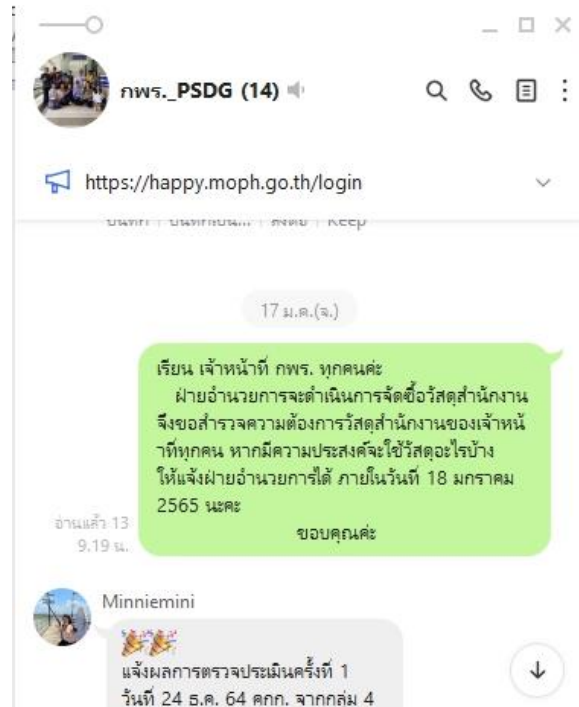 กพร._PSDG (14)
https://happy.moph.go.th/login
Keep
17 ม.ค.(จ.)
เรียน เจ้าหน้าที่ กพร. ทุกคนค่ะ
ฝ่ายอำนวยการจะดำเนินการจัดซื้อวัสดุสำนักงาน
จึงขอสำรวจความต้องการวัสดุสำนักงานของเจ้าหน้
าที่ทุกคน หากมีความประสงค์จะใช้วัสดุอะไรบ้าง
ให้แจ้งฝ่ายอำนวยการได้ ภายในวันที่ 18 มกราคม
2565 นะคะ
ขอบคุณค่ะ
อ่านแล้ว 13
9.19 น.
Minniemini
🎉🎉
แจ้งผลการตรวจประเมินครั้งที่ 1
วันที่ 24 ธ.ค. 64 คกก. จากกลุ่ม 4